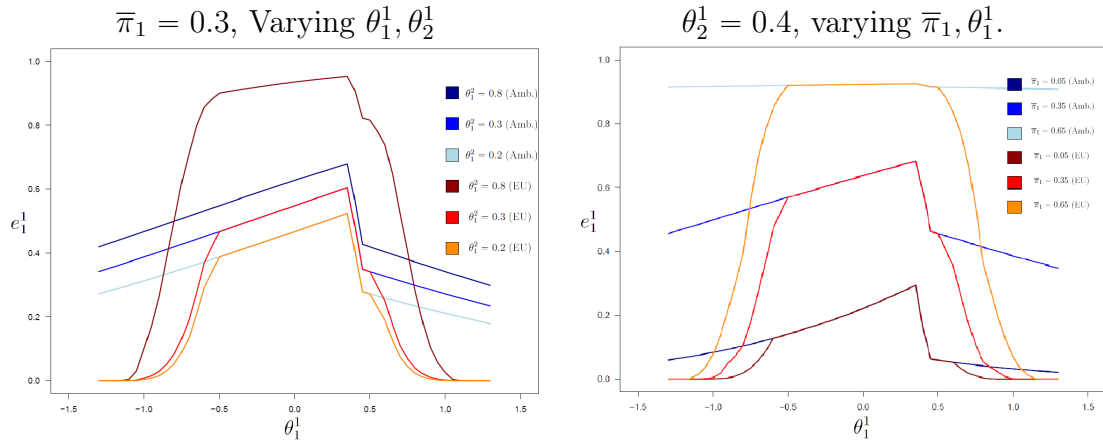 π̅₁ = 0.3, Varying θ₁¹, θ₂¹
1.0
0.8
0.6
0.4
0.2
0.0
e₁¹
−1.5 −1.0 −0.5 0.0 0.5 1.0 1.5
θ₁¹
θ₁² = 0.8 (Amb.)
θ₁² = 0.3 (Amb.)
θ₁² = 0.2 (Amb.)
θ₁² = 0.8 (EU)
θ₁² = 0.3 (EU)
θ₁² = 0.2 (EU)
θ₂¹ = 0.4, varying π̅₁, θ₁¹.
1.0
0.8
0.6
0.4
0.2
0.0
e₁¹
−1.5 −1.0 −0.5 0.0 0.5 1.0 1.5
θ₁¹
π̅₁ = 0.05 (Amb.)
π̅₁ = 0.35 (Amb.)
π̅₁ = 0.65 (Amb.)
π̅₁ = 0.05 (EU)
π̅₁ = 0.35 (EU)
π̅₁ = 0.65 (EU)